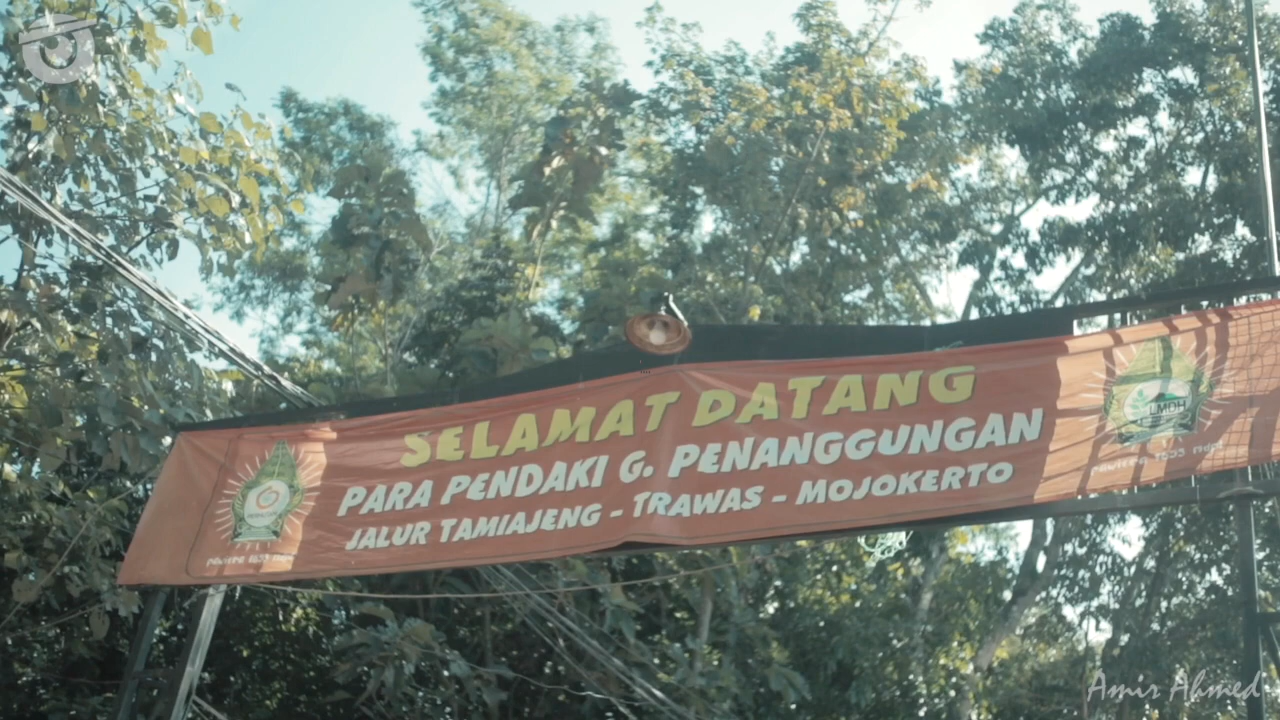 SELAMAT DATANG
PARA PENDAKI G. PENANGGUNGAN
JALUR TAMIAJENG - TRAWAS - MOJOKERTO
LMDH
Amir Ahmed